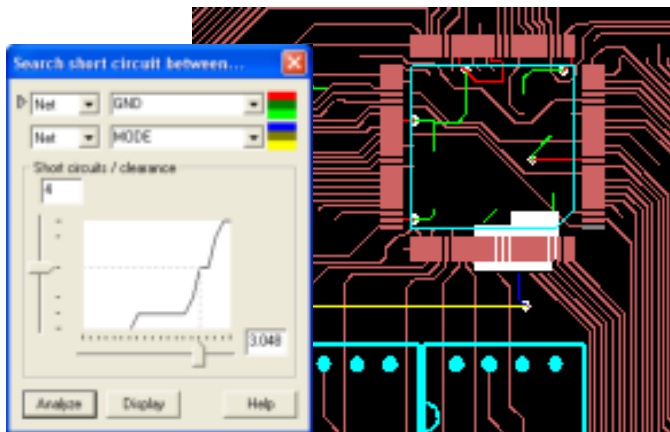 Search short circuit between...
Net GND
Net MODE
Short circuits / clearance
4
3.048
Analyze Display Help